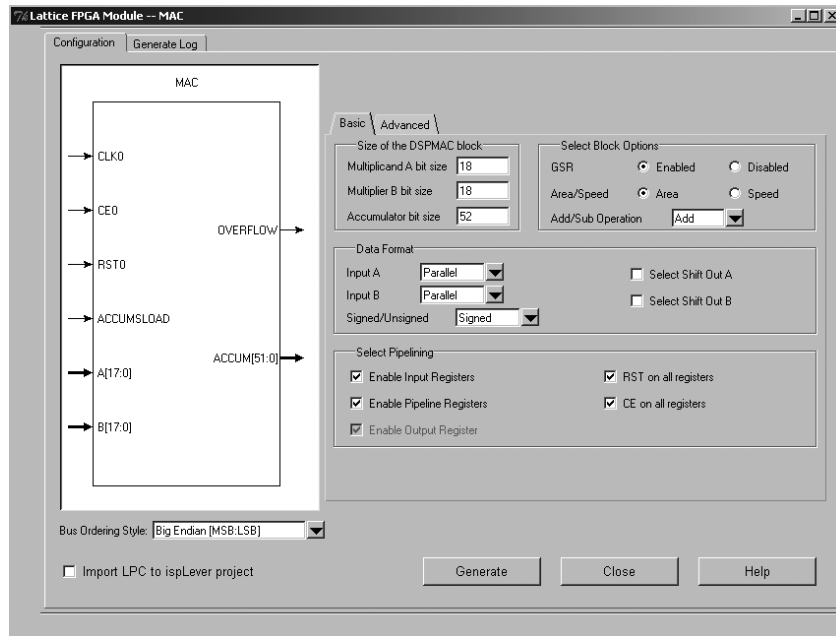 Lattice FPGA Module -- MAC
Configuration
Generate Log
MAC
CLK0
CE0
RST0
ACCUMSLOAD
A[17:0]
B[17:0]
OVERFLOW
ACCUM[51:0]
Bus Ordering Style: Big Endian [MSB:LSB]
Import LPC to ispLever project
Basic
Advanced
Size of the DSPMAC block
Multiplicand A bit size 18
Multiplier B bit size 18
Accumulator bit size 52
Select Block Options
GSR Enabled Disabled
Area/Speed Area Speed
Add/Sub Operation Add
Data Format
Input A Parallel
Input B Parallel
Signed/Unsigned Signed
Select Shift Out A
Select Shift Out B
Select Pipelining
Enable Input Registers
Enable Pipeline Registers
Enable Output Register
RST on all registers
CE on all registers
Generate
Close
Help